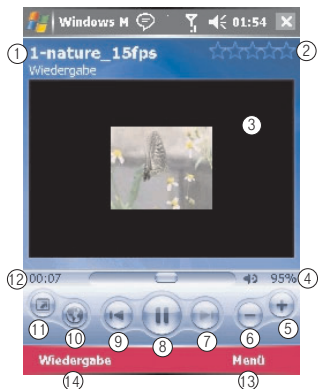 Windows M 01:54
① 1-nature_15fps ②
Wiedergabe
③
⑫ 00:07 95% ④
⑪ ⑩ ⑨ ⑧ ⑦ ⑥ ⑤
Wiedergabe Menü
⑭ ⑬